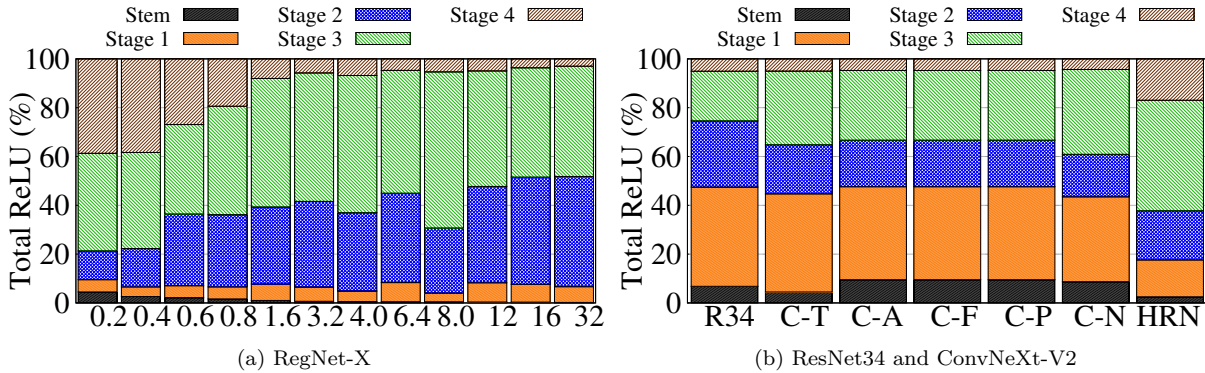 Stem Stage 2 Stage 4
Stage 1 Stage 3
Total ReLU (%)
100
80
60
40
20
0
0.2 0.4 0.6 0.8 1.6 3.2 4.0 6.4 8.0 12 16 32
(a) RegNet-X
Stem Stage 2 Stage 4
Stage 1 Stage 3
Total ReLU (%)
100
80
60
40
20
0
R34 C-T C-A C-F C-P C-N HRN
(b) ResNet34 and ConvNeXt-V2